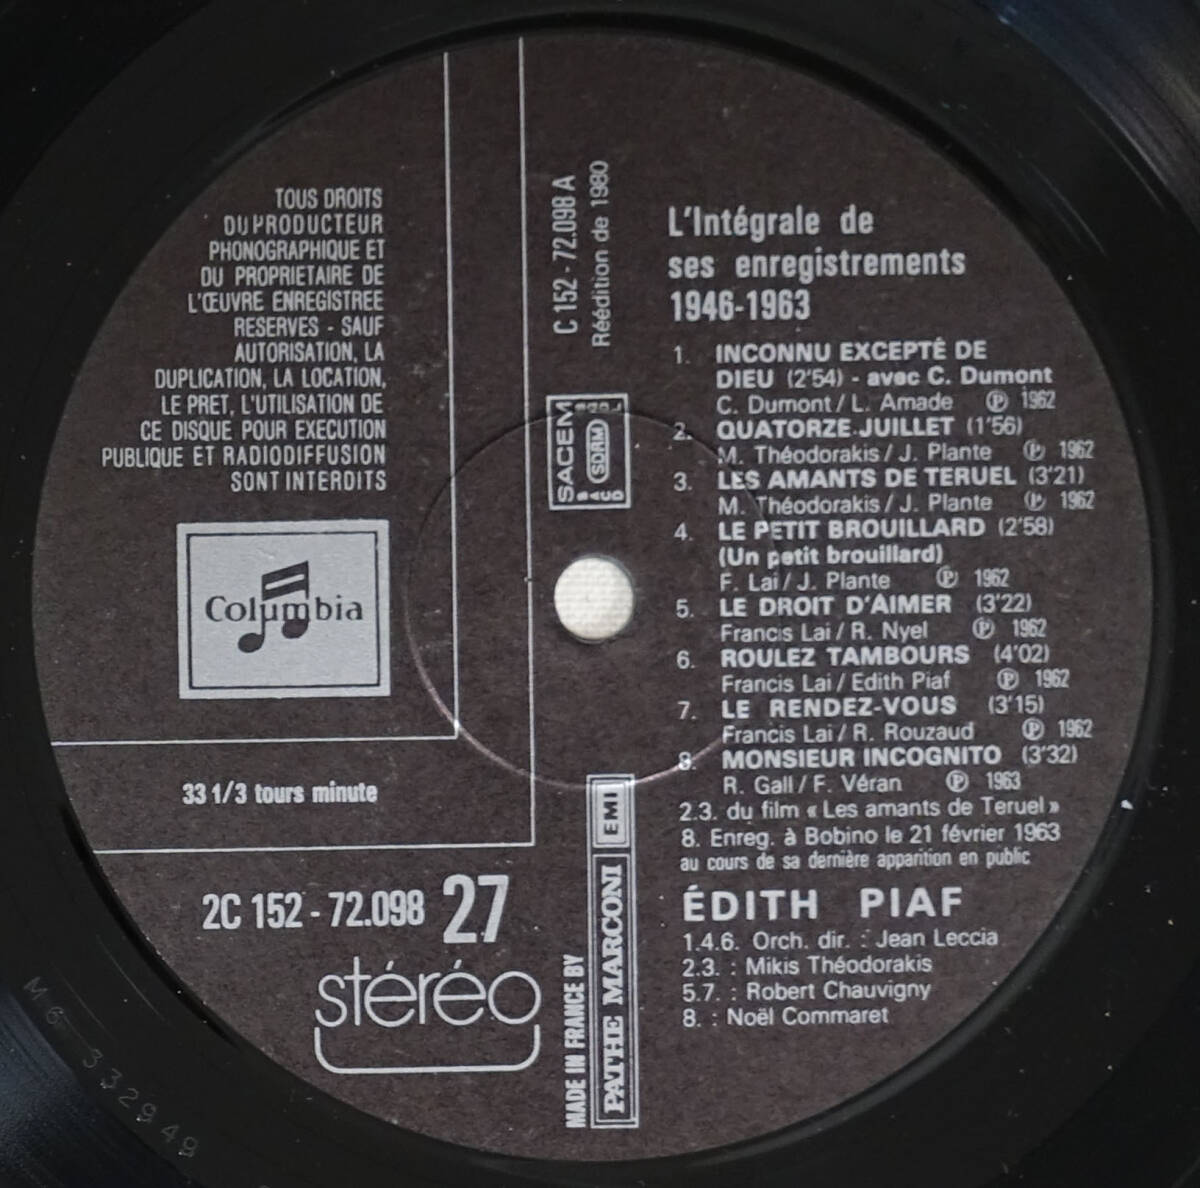 TOUS DROITS
DU PRODUCTEUR
PHONOGRAPHIQUE ET
DU PROPRIETAIRE DE
L'ŒUVRE ENREGISTREE
RESERVES - SAUF
AUTORISATION, LA
DUPLICATION, LA LOCATION,
LE PRET, L'UTILISATION DE
CE DISQUE POUR EXECUTION
PUBLIQUE ET RADIODIFFUSION
SONT INTERDITS
Columbia
33 1/3 tours minute
2C 152 - 72.098 27
stéréo
C 152 - 72.098 A
Réédition de 1980
SACEM
SDRM
MADE IN FRANCE BY
PATHE MARCONI EMI
L'Intégrale de
ses enregistrements
1946-1963
1. INCONNU EXCEPTÉ DE
DIEU (2'54) - avec C. Dumont
C. Dumont / L. Amade Ⓟ 1962
2. QUATORZE JUILLET (1'56)
M. Théodorakis / J. Plante Ⓟ 1962
3. LES AMANTS DE TERUEL (3'21)
M. Théodorakis / J. Plante Ⓟ 1962
4. LE PETIT BROUILLARD (2'58)
(Un petit brouillard)
F. Lai / J. Plante Ⓟ 1962
5. LE DROIT D'AIMER (3'22)
Francis Lai / R. Nyel Ⓟ 1962
6. ROULEZ TAMBOURS (4'02)
Francis Lai / Edith Piaf Ⓟ 1962
7. LE RENDEZ-VOUS (3'15)
Francis Lai / R. Rouzaud Ⓟ 1962
8. MONSIEUR INCOGNITO (3'32)
R. Gall / F. Véran Ⓟ 1963
2.3. du film « Les amants de Teruel »
8. Enreg. à Bobino le 21 février 1963
au cours de sa dernière apparition en public
ÉDITH PIAF
1.4.6. Orch. dir. : Jean Leccia
2.3. : Mikis Théodorakis
5.7. : Robert Chauvigny
8. : Noël Commaret
M6 332949